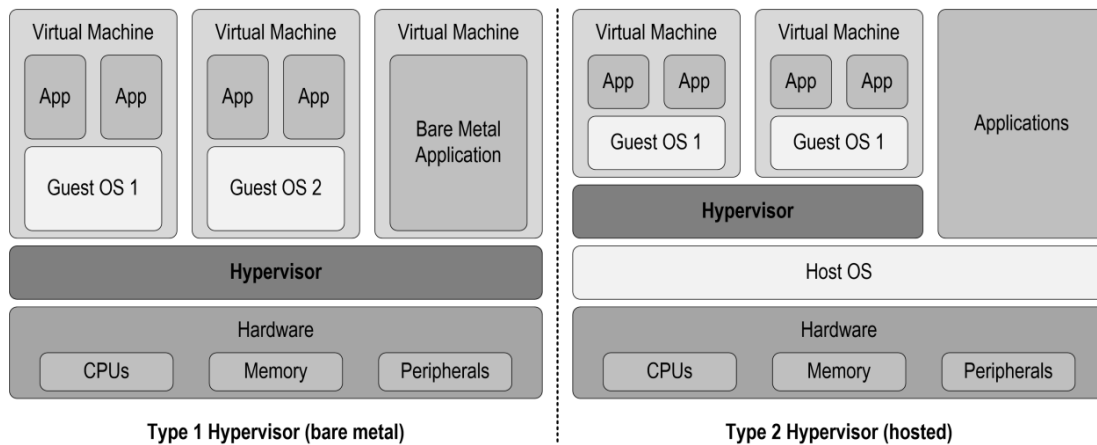 Virtual Machine
App App
Guest OS 1
Virtual Machine
App App
Guest OS 2
Virtual Machine
Bare Metal
Application
Hypervisor
Hardware
CPUs Memory Peripherals
Type 1 Hypervisor (bare metal)
Virtual Machine
App App
Guest OS 1
Virtual Machine
App App
Guest OS 1
Applications
Hypervisor
Host OS
Hardware
CPUs Memory Peripherals
Type 2 Hypervisor (hosted)